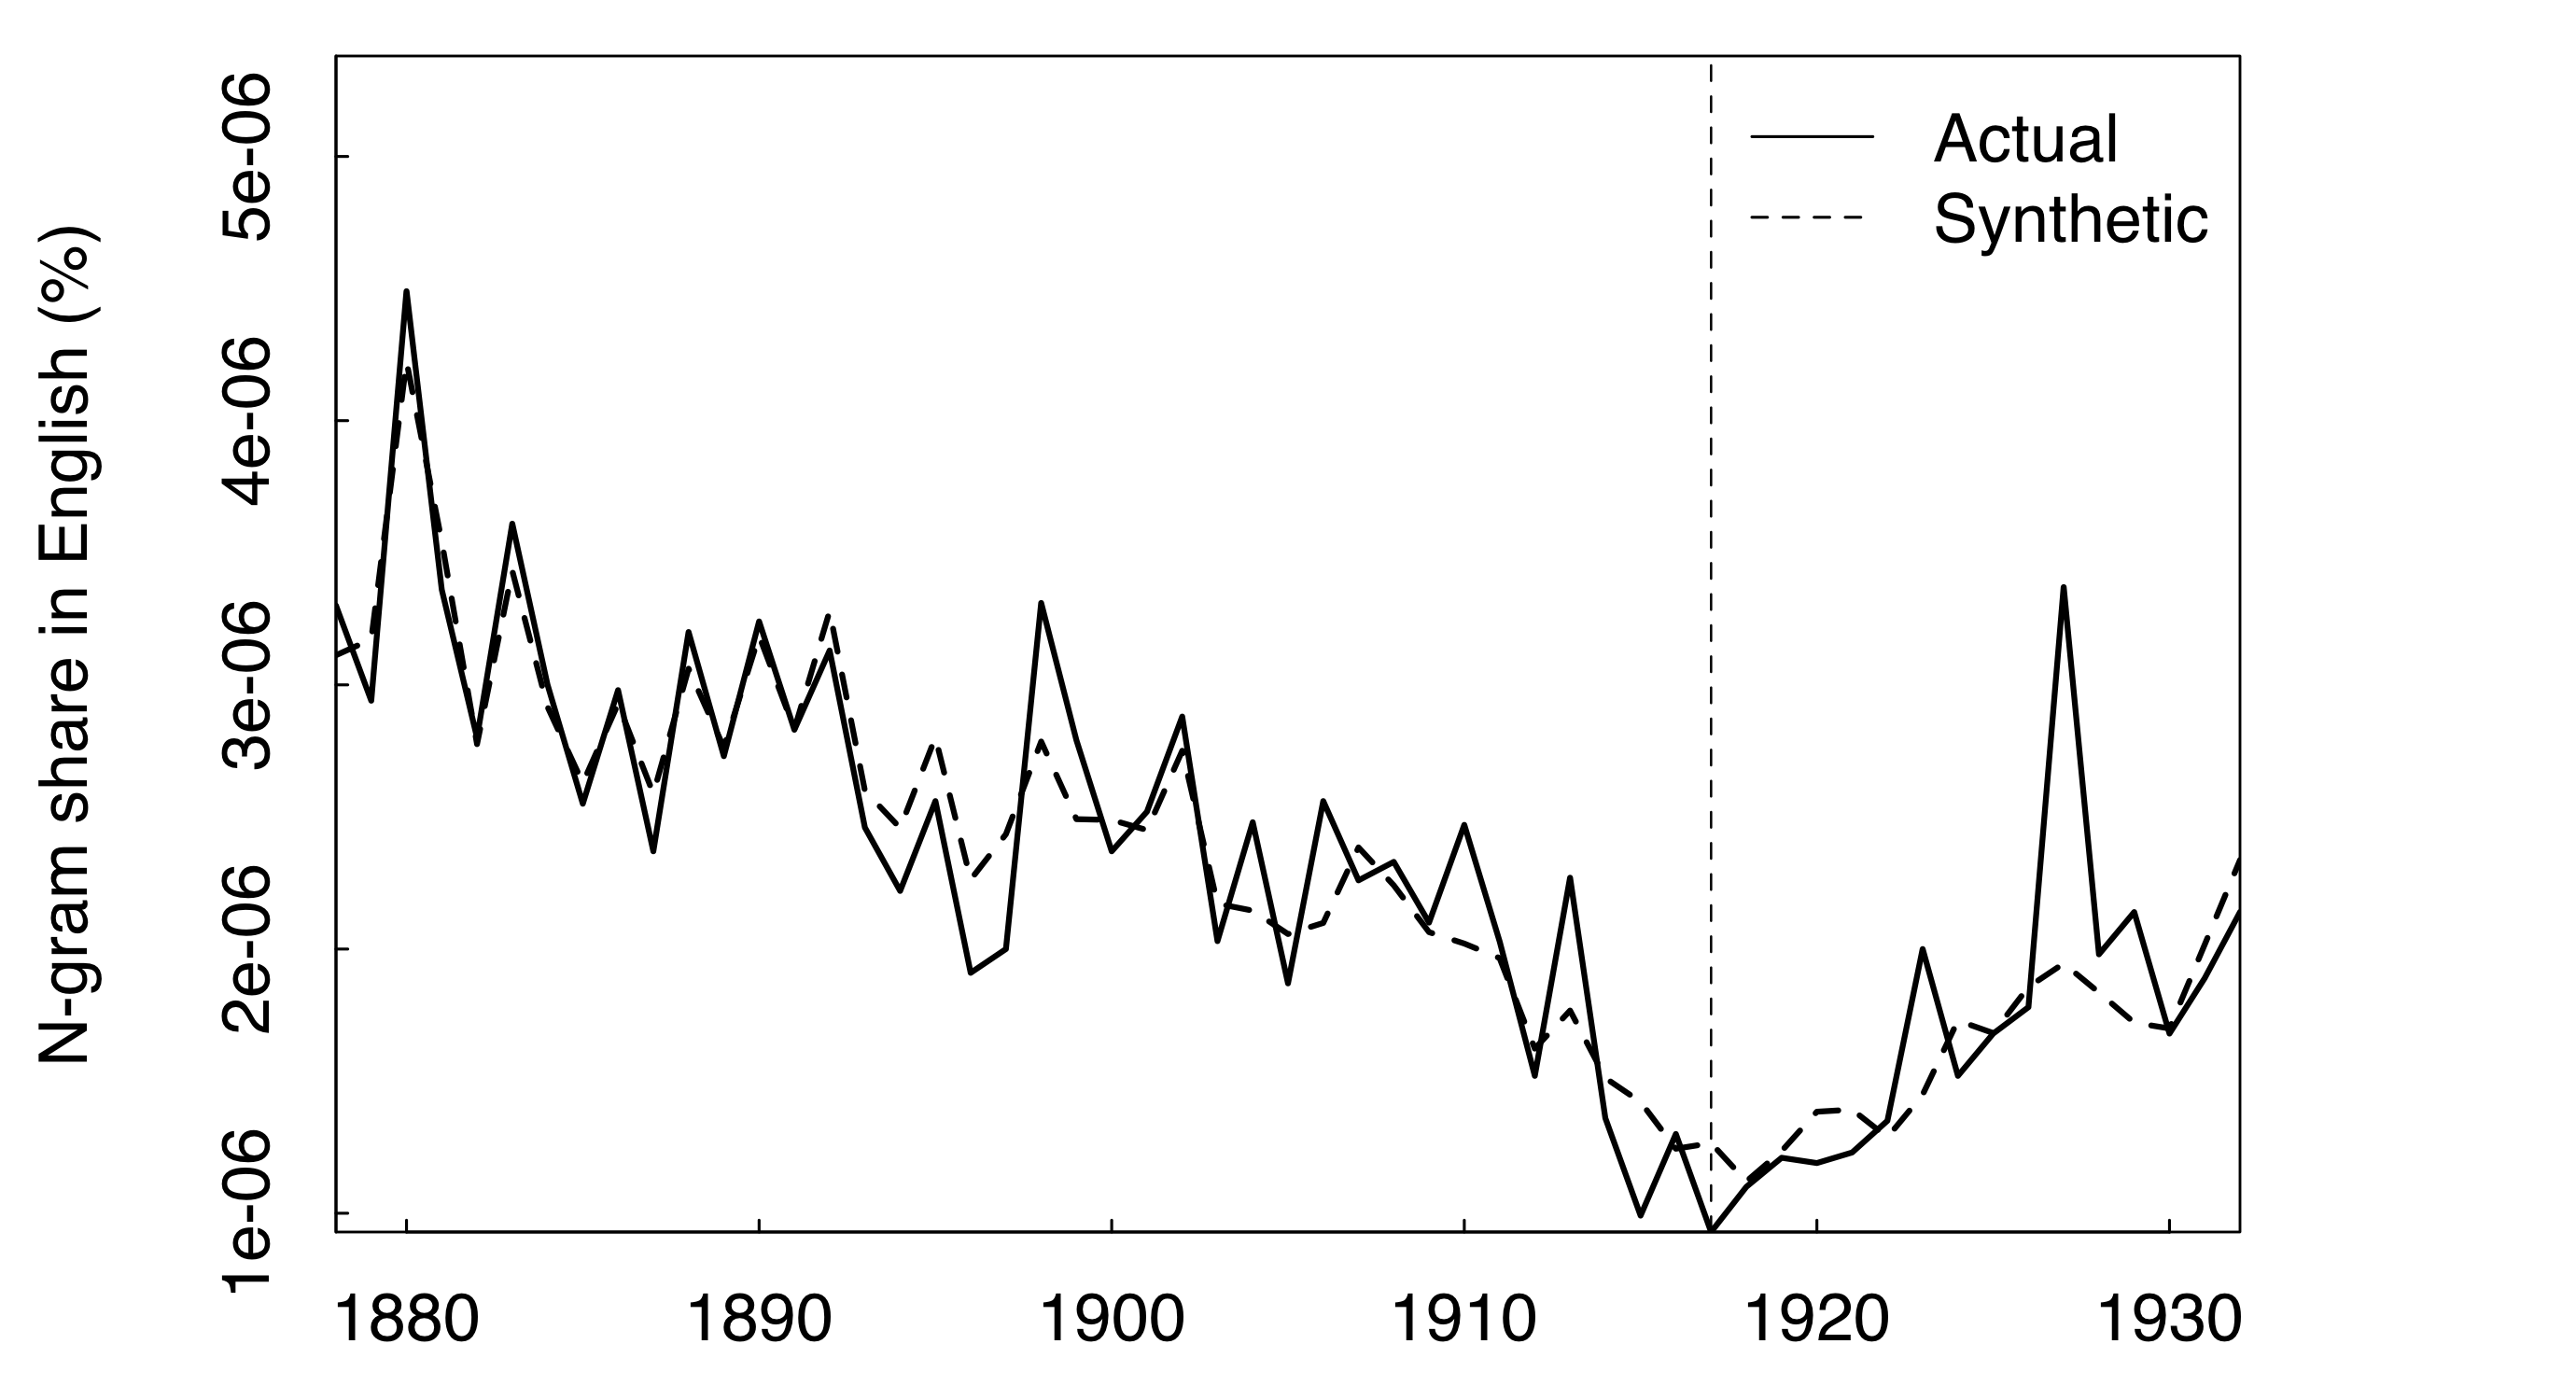 N-gram share in English (%)
5e-06
4e-06
3e-06
2e-06
1e-06
Actual
Synthetic
1880 1890 1900 1910 1920 1930